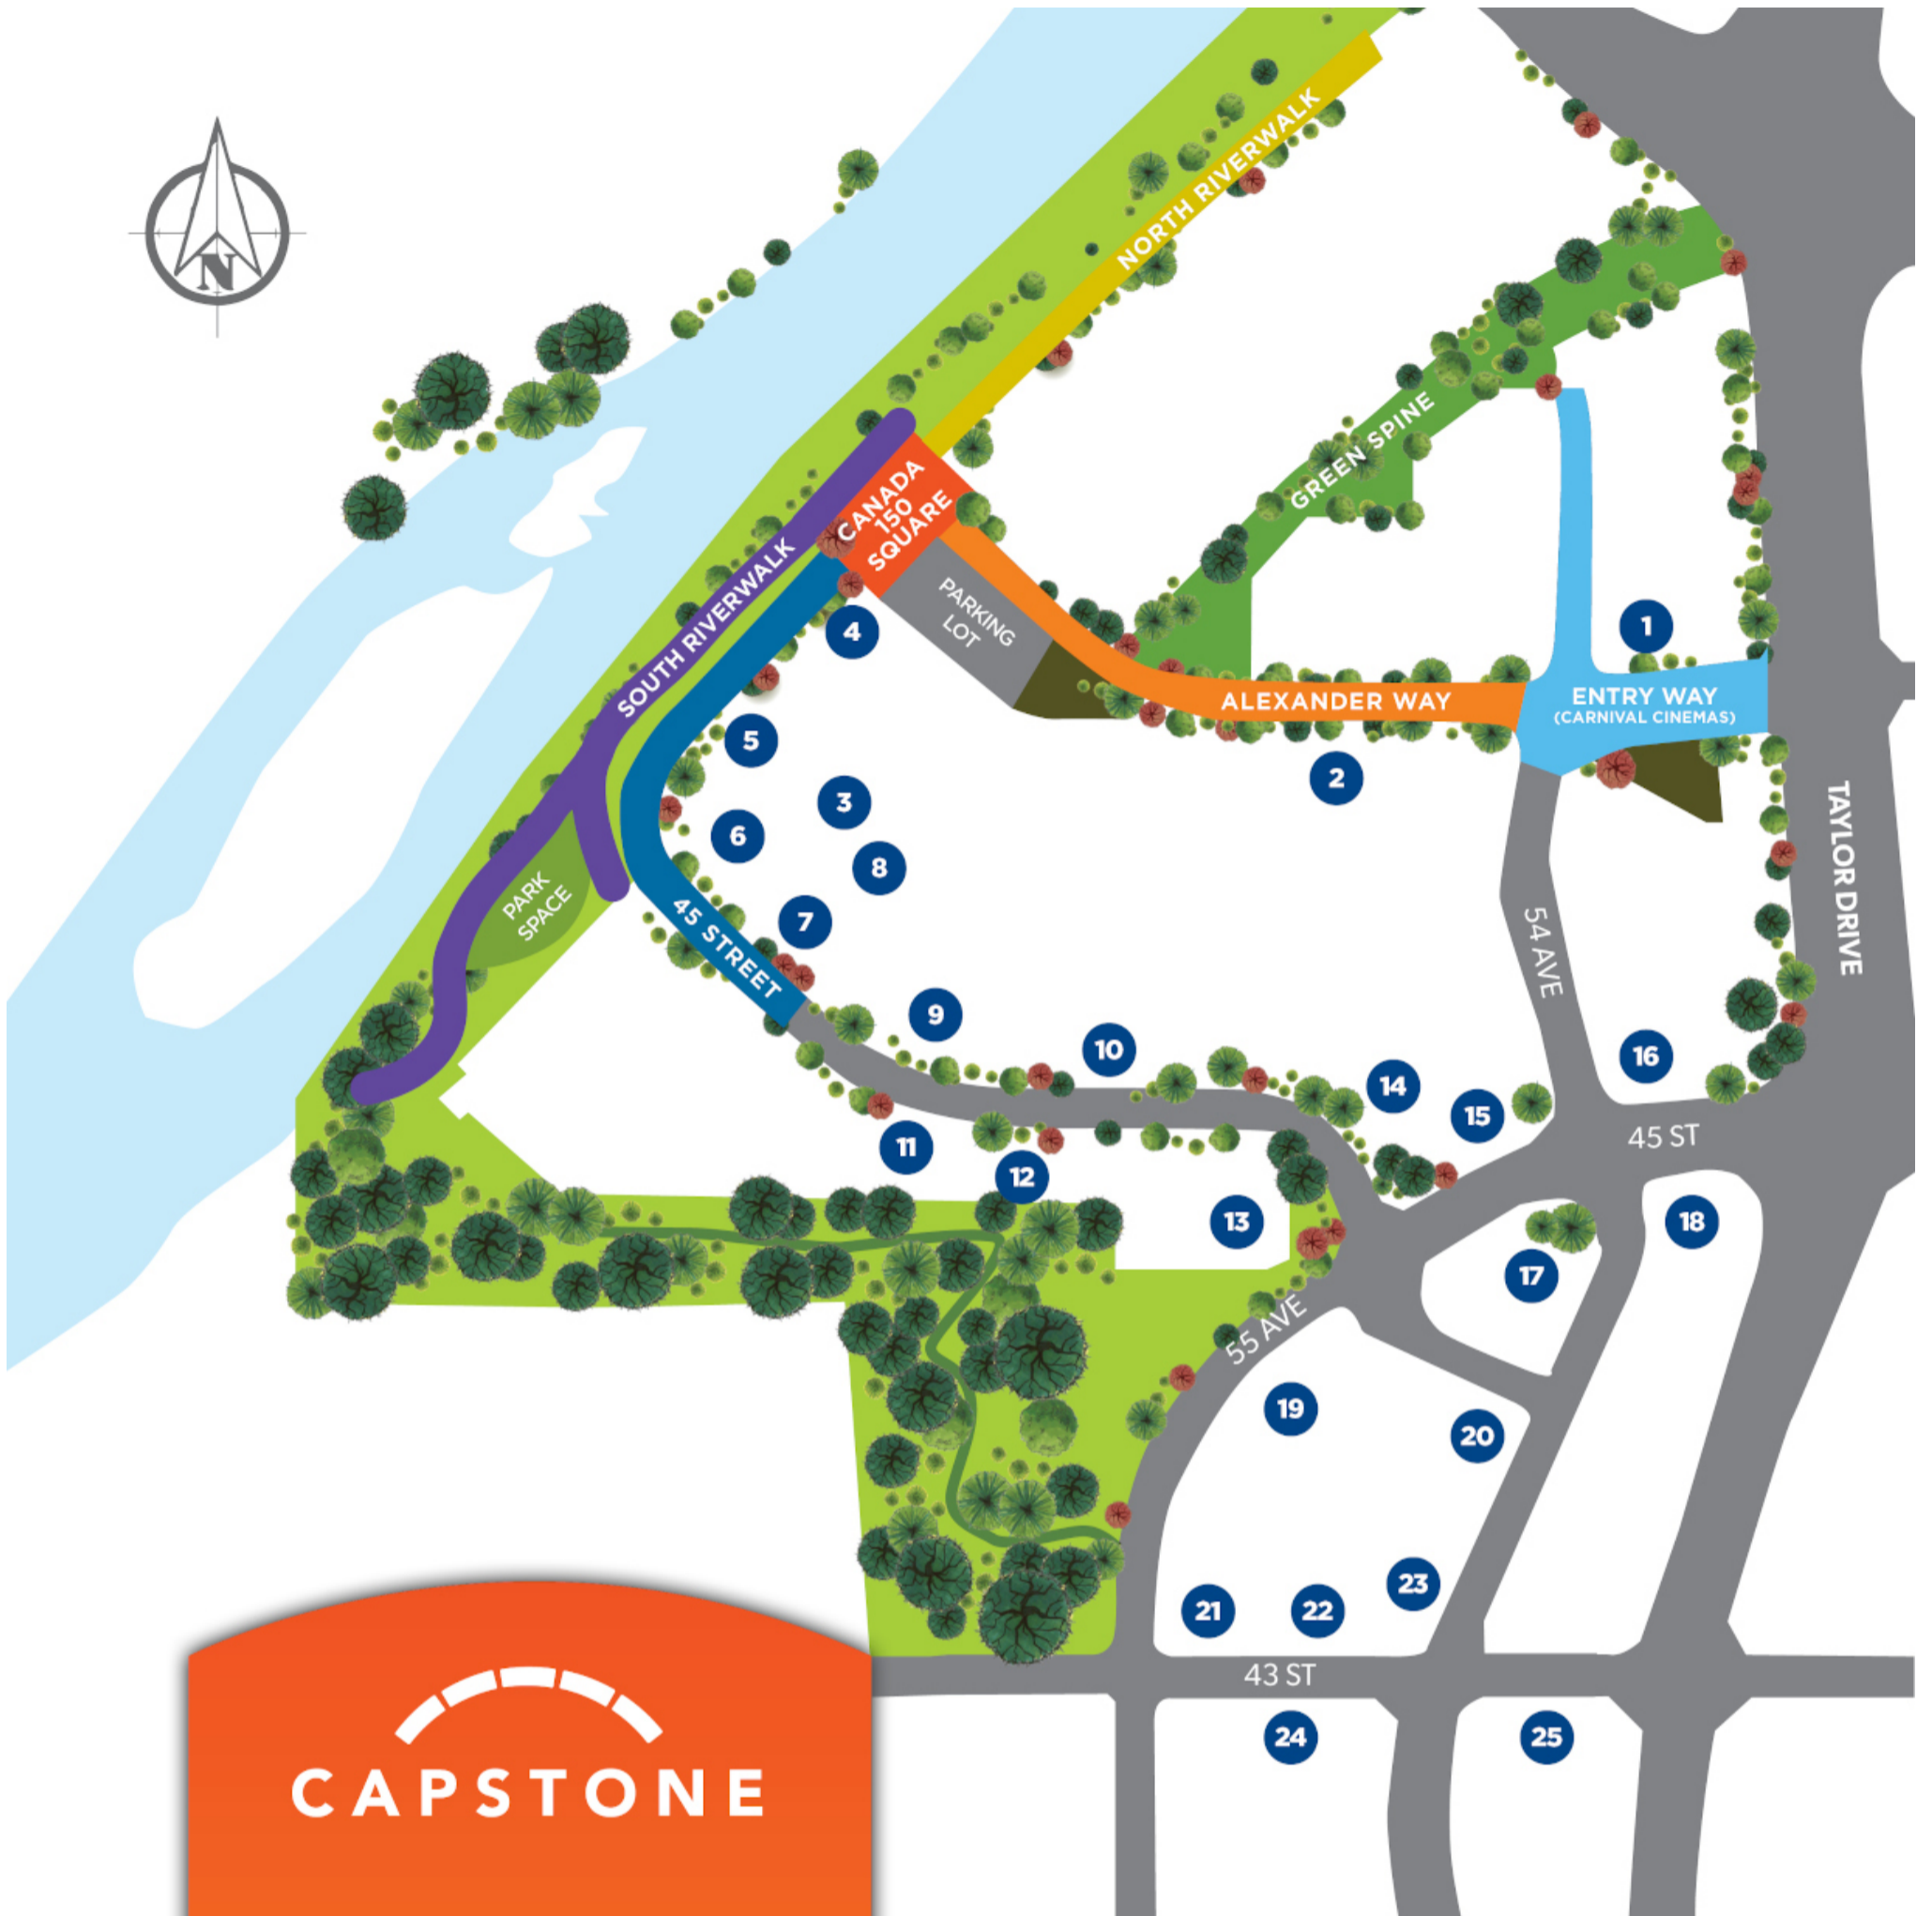 N
NORTH RIVERWALK
GREEN SPINE
CANADA
150
SQUARE
SOUTH RIVERWALK
PARKING
LOT
4
1
ALEXANDER WAY
ENTRY WAY
(CARNIVAL CINEMAS)
5
2
3
6
8
TAYLOR DRIVE
PARK
SPACE
7
45 STREET
54 AVE
9
10
16
14
15
45 ST
11
12
13
18
17
55 AVE
19
20
23
21
22
43 ST
24
25
CAPSTONE